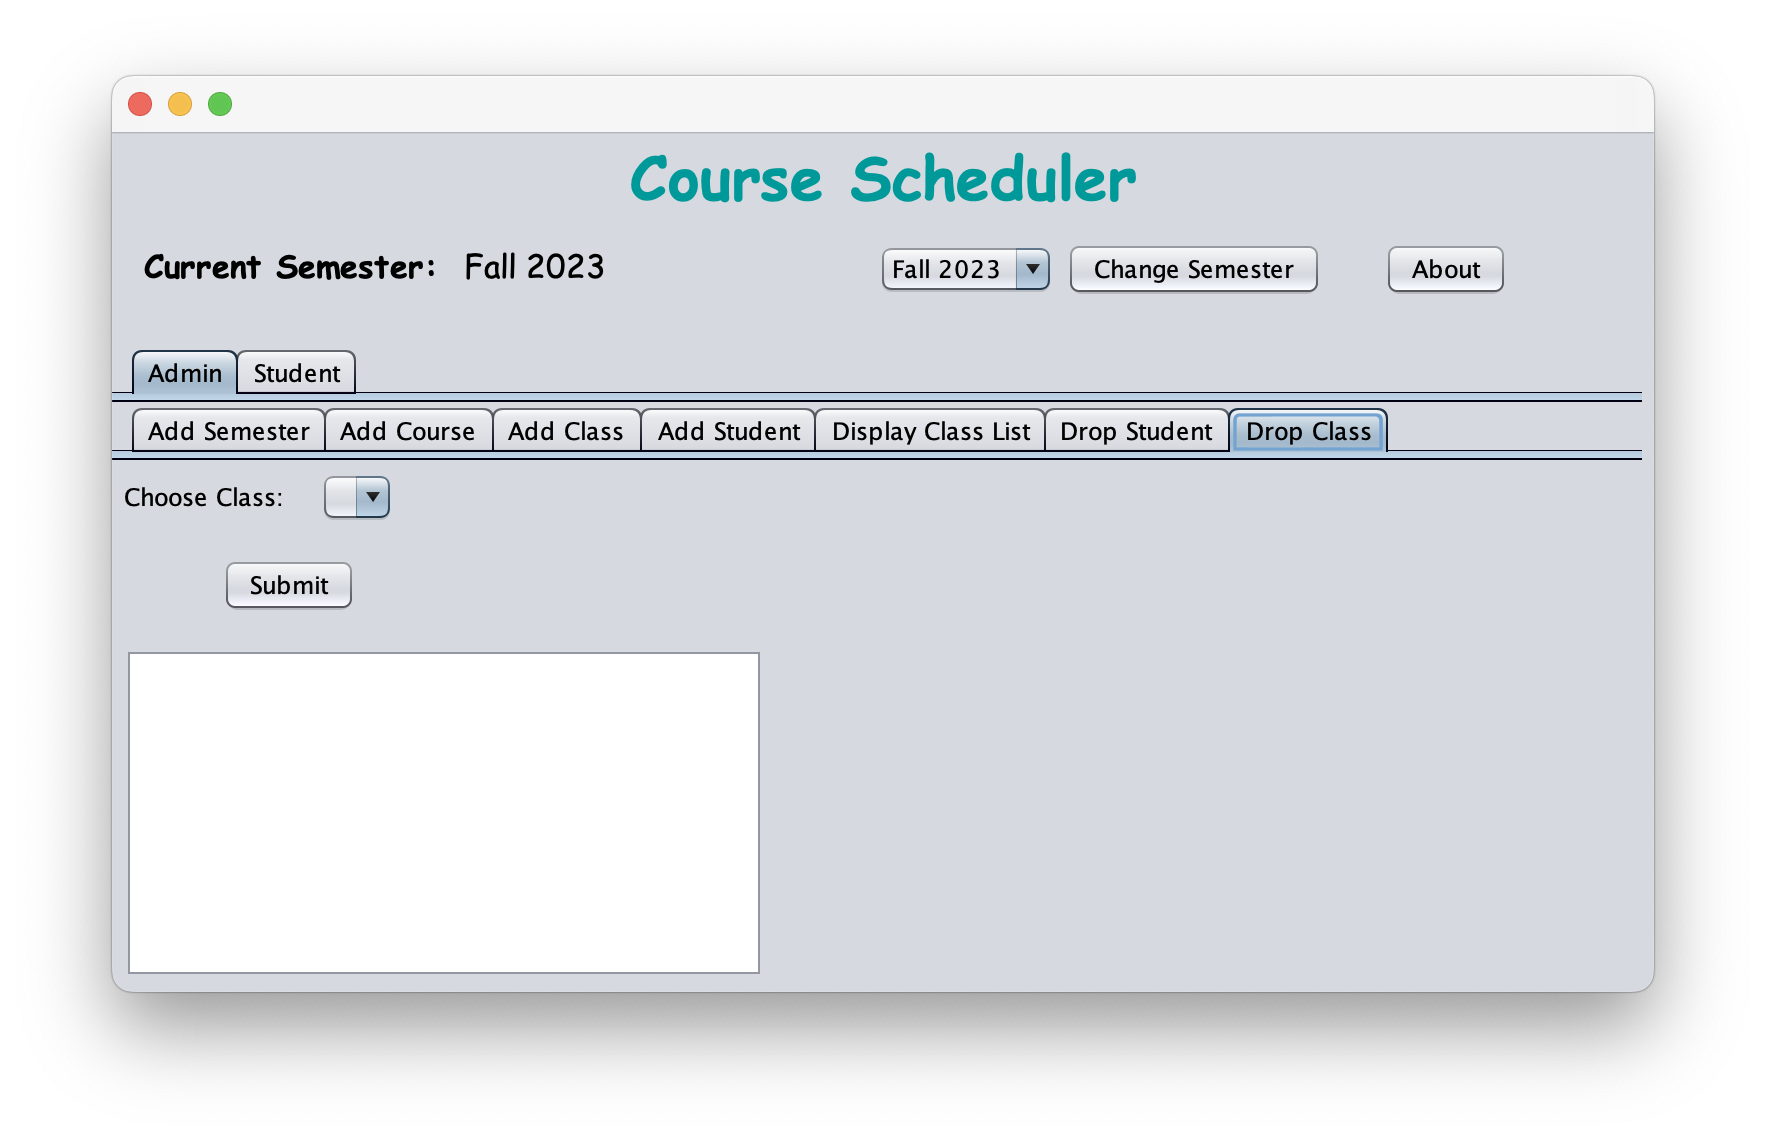 Course Scheduler
Current Semester: Fall 2023 Fall 2023 Change Semester About
Admin Student
Add Semester Add Course Add Class Add Student Display Class List Drop Student Drop Class
Choose Class:
Submit